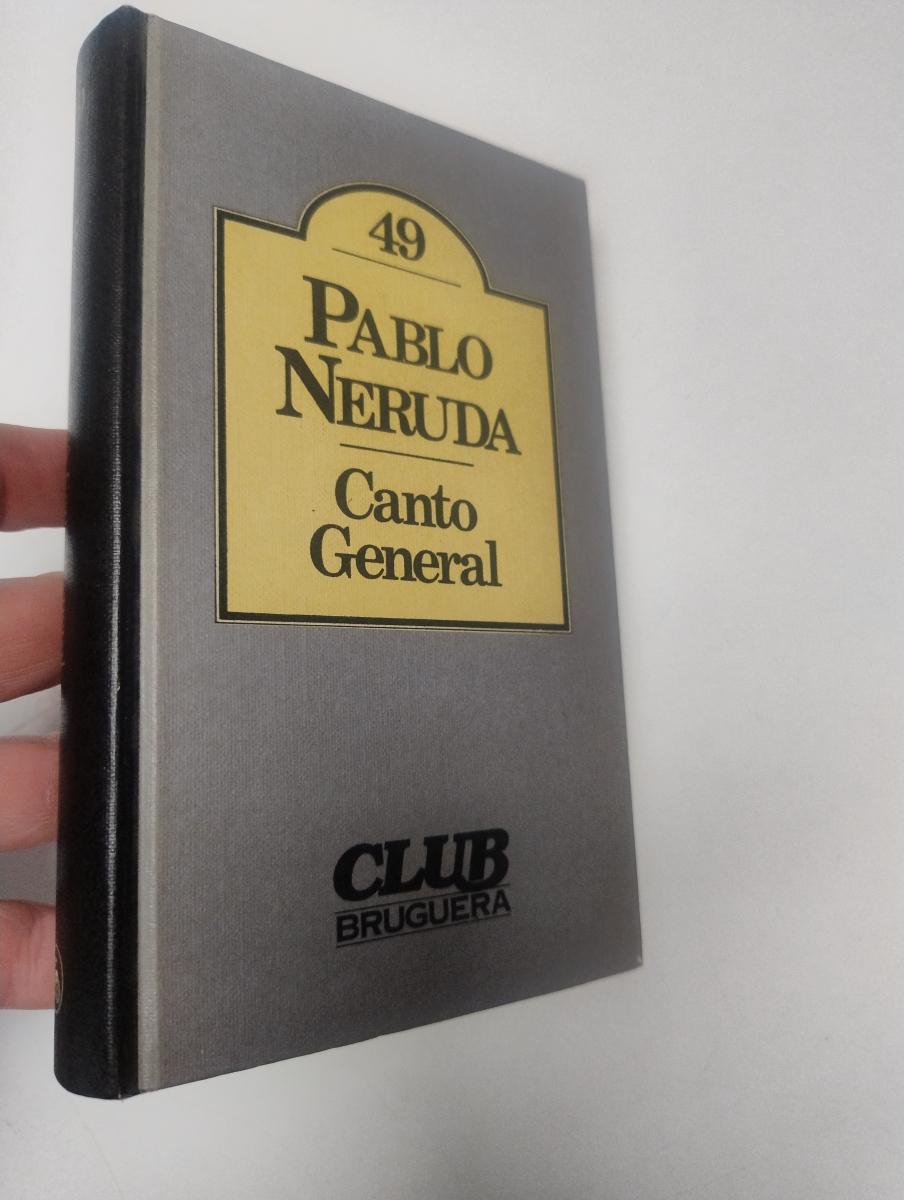 49
PABLO
NERUDA
Canto
General
CLUB
BRUGUERA